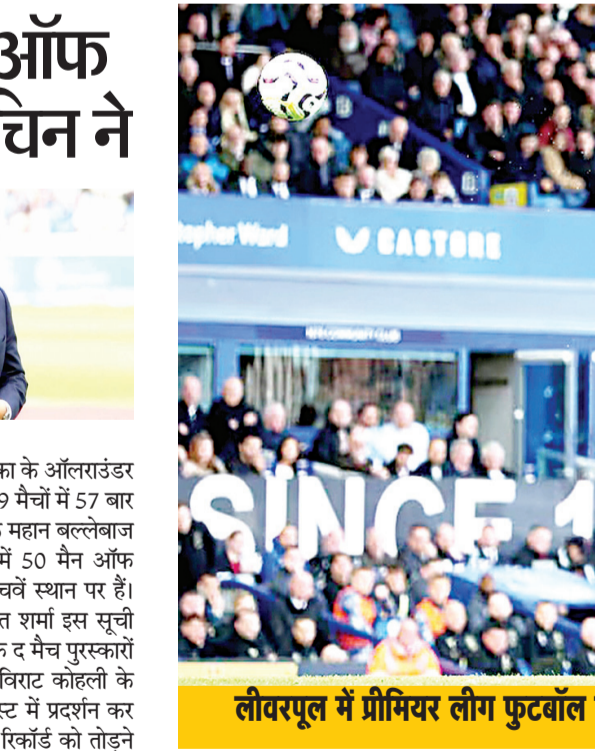 ऑफ
चिन ने
का के ऑलराउंडर
9 मैचों में 57 बार
महान बल्लेबाज
में 50 मैन ऑफ
चवें स्थान पर हैं।
त शर्मा इस सूची
द मैच पुरस्कारों
विराट कोहली के
स्ट में प्रदर्शन कर
रिकॉर्ड को तोड़ने
topher Ward
CASTORE
SINCE 1
लीवरपूल में प्रीमियर लीग फुटबॉल